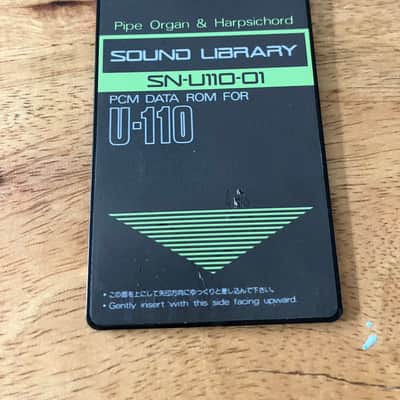 Pipe Organ & Harpsichord
SOUND LIBRARY
SN-U110-01
PCM DATA ROM FOR
U-110
・この面を上にして矢印方向にゆっくりと差し込んで下さい。
・Gently insert with this side facing upward.